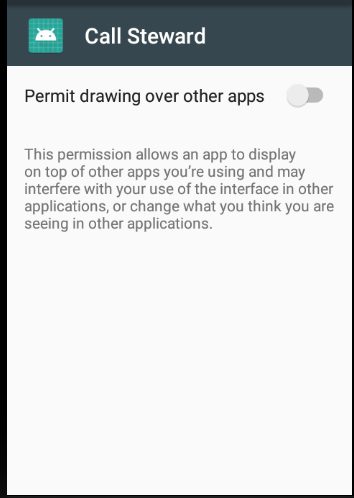 Call Steward
Permit drawing over other apps
This permission allows an app to display
on top of other apps you’re using and may
interfere with your use of the interface in other
applications, or change what you think you are
seeing in other applications.